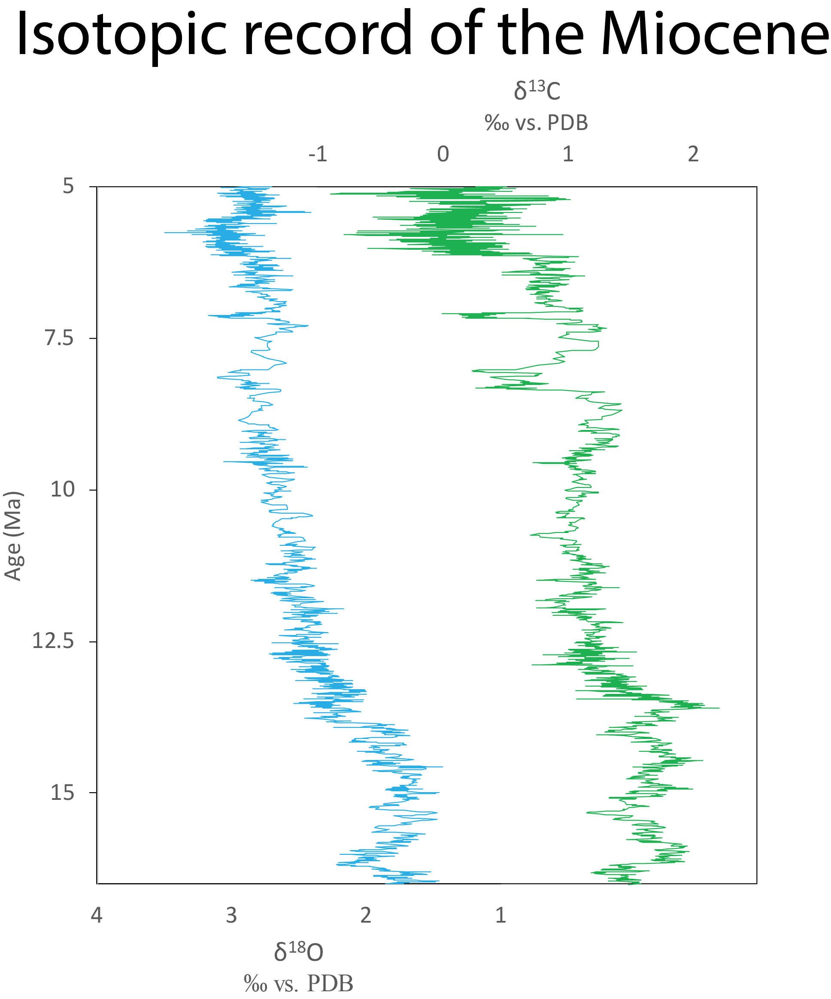 Isotopic record of the Miocene
δ¹³C
‰ vs. PDB
-1 0 1 2
5
7.5
10
12.5
15
Age (Ma)
4 3 2 1
δ¹⁸O
‰ vs. PDB